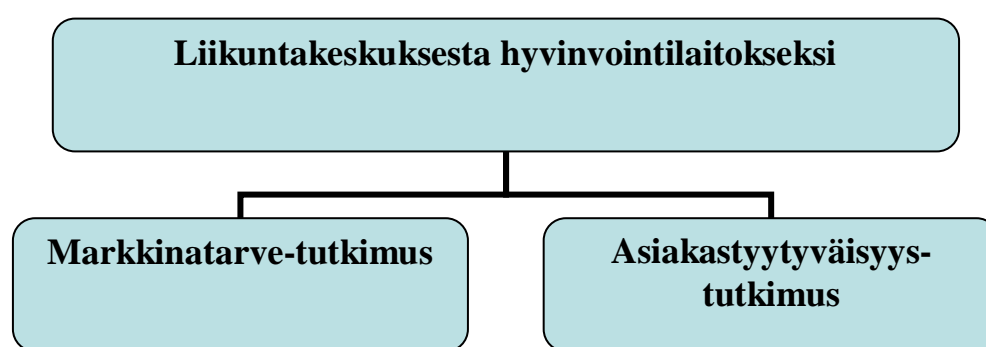 Liikuntakeskuksesta hyvinvointilaitokseksi
Markkinatarve-tutkimus
Asiakastyytyväisyys-
tutkimus